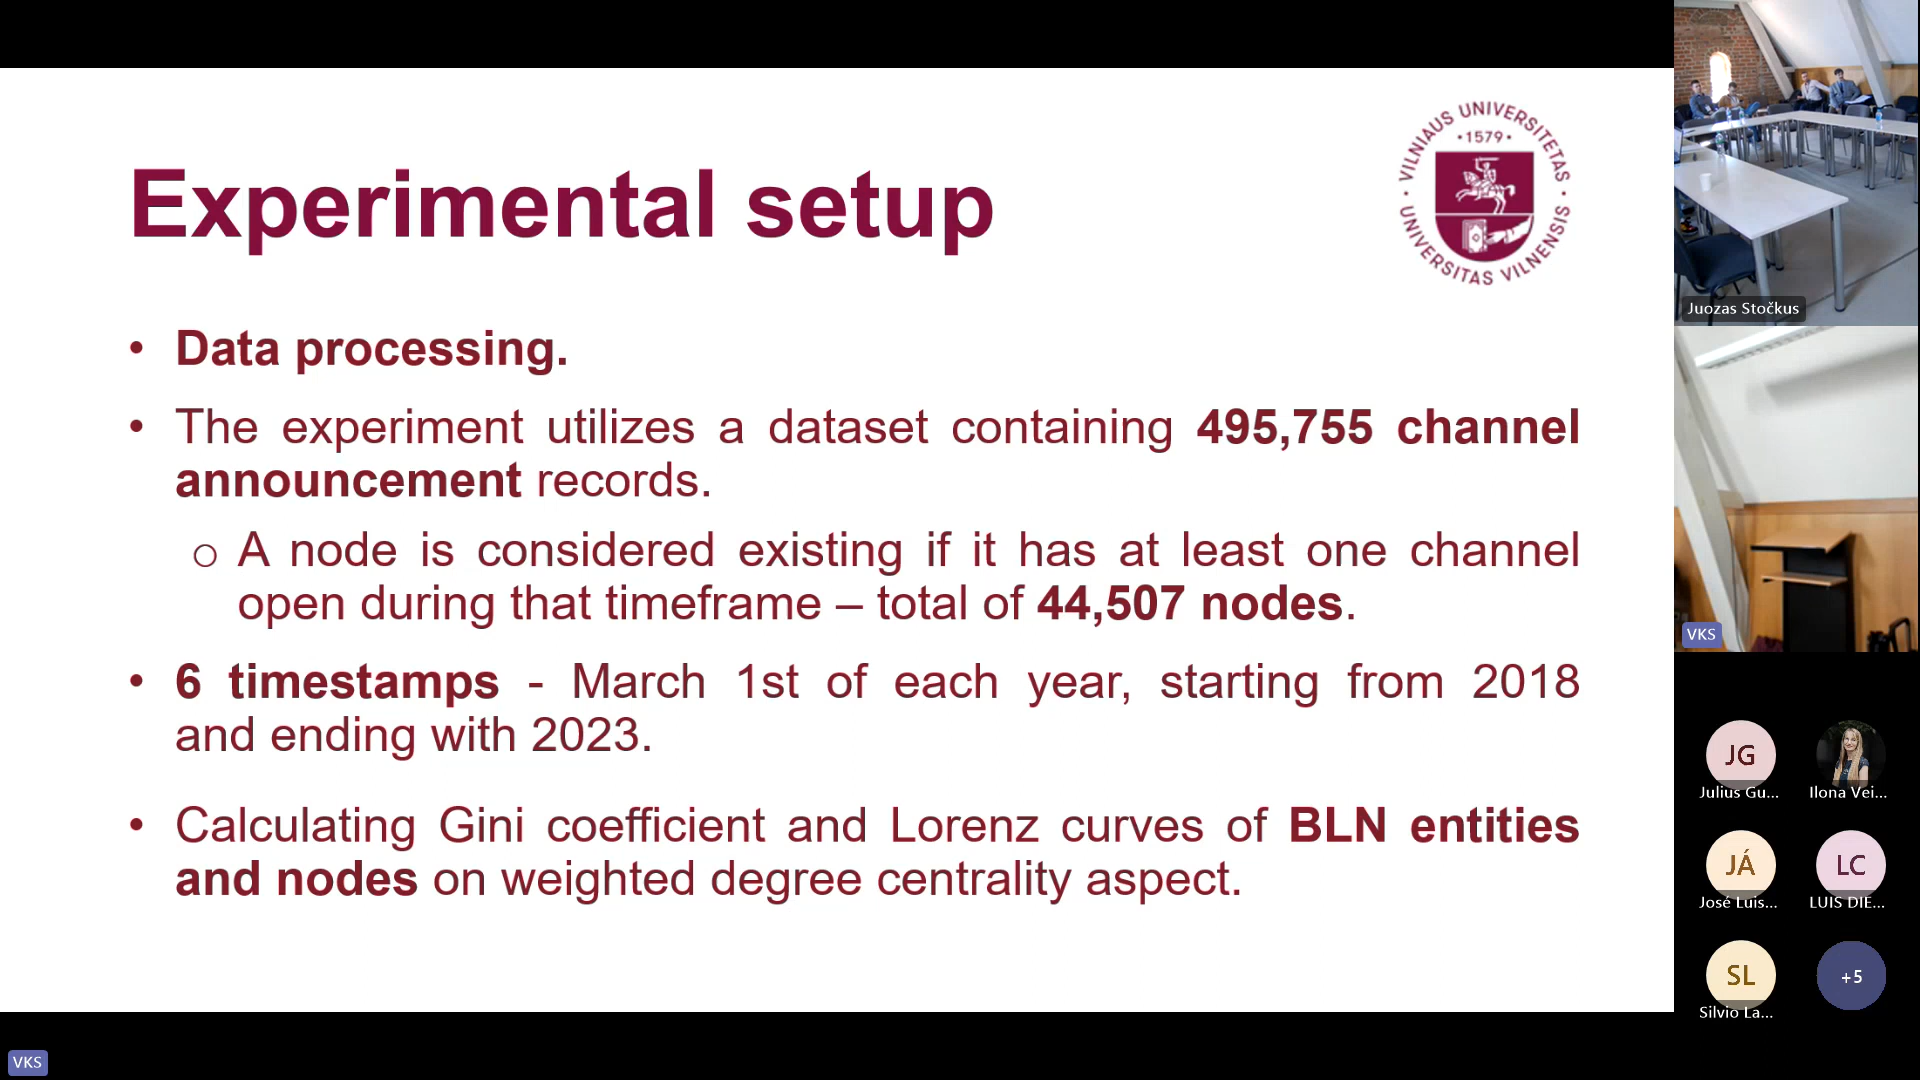 Experimental setup
VILNIAUS UNIVERSITETAS
· 1579 ·
UNIVERSITAS VILNENSIS
• Data processing.
• The experiment utilizes a dataset containing 495,755 channel
announcement records.
o A node is considered existing if it has at least one channel
open during that timeframe – total of 44,507 nodes.
• 6 timestamps - March 1st of each year, starting from 2018
and ending with 2023.
• Calculating Gini coefficient and Lorenz curves of BLN entities
and nodes on weighted degree centrality aspect.
VKS
Juozas Stočkus
VKS
JG
Julius Gu...
Ilona Vei...
JÁ
José Luis...
LC
LUIS DIE...
SL
Silvio La...
+5